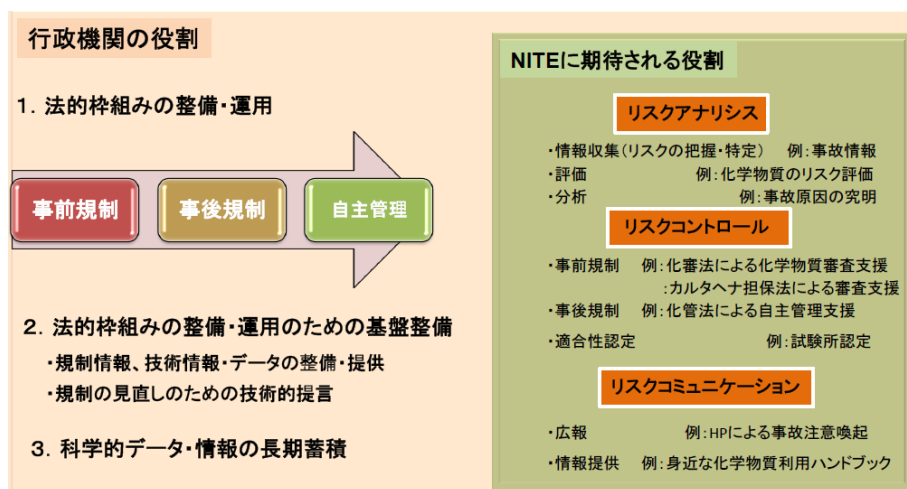 行政機関の役割
1．法的枠組みの整備・運用
事前規制
事後規制
自主管理
2．法的枠組みの整備・運用のための基盤整備
・規制情報、技術情報・データの整備・提供
・規制の見直しのための技術的提言
3．科学的データ・情報の長期蓄積
NITEに期待される役割
リスクアナリシス
・情報収集（リスクの把握・特定） 例：事故情報
・評価 例：化学物質のリスク評価
・分析 例：事故原因の究明
リスクコントロール
・事前規制 例：化審法による化学物質審査支援
：カルタヘナ担保法による審査支援
・事後規制 例：化管法による自主管理支援
・適合性認定 例：試験所認定
リスクコミュニケーション
・広報 例：HPによる事故注意喚起
・情報提供 例：身近な化学物質利用ハンドブック